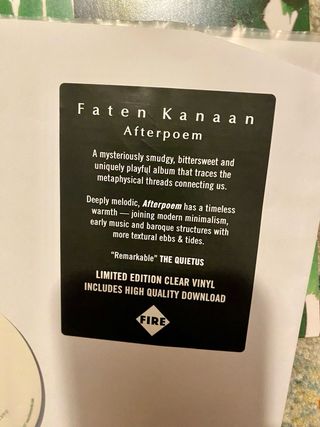 Faten Kanaan
Afterpoem
A mysteriously smudgy, bittersweet and
uniquely playful album that traces the
metaphysical threads connecting us.
Deeply melodic, Afterpoem has a timeless
warmth — joining modern minimalism,
early music and baroque structures with
more textural ebbs & tides.
"Remarkable" THE QUIETUS
LIMITED EDITION CLEAR VINYL
INCLUDES HIGH QUALITY DOWNLOAD
FIRE